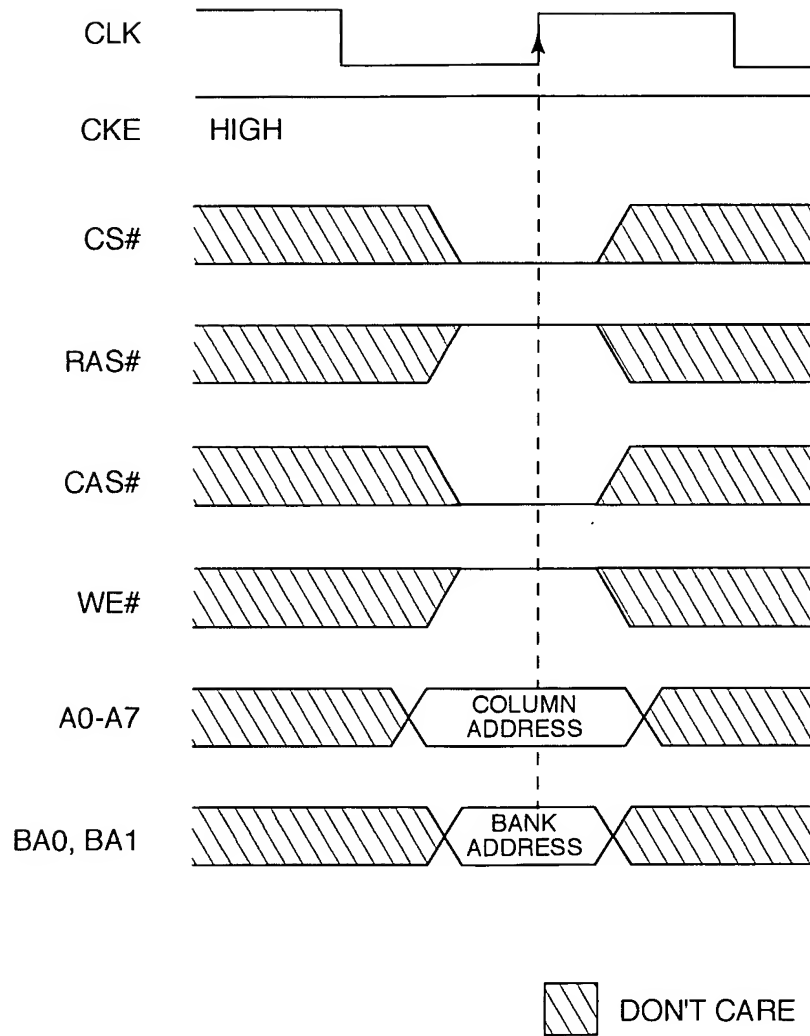 CLK
CKE HIGH
CS#
RAS#
CAS#
WE#
A0-A7 COLUMN
ADDRESS
BA0, BA1 BANK
ADDRESS
DON'T CARE